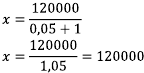 x = 120000 / 0,05 + 1
x = 120000 / 1,05 = 120000